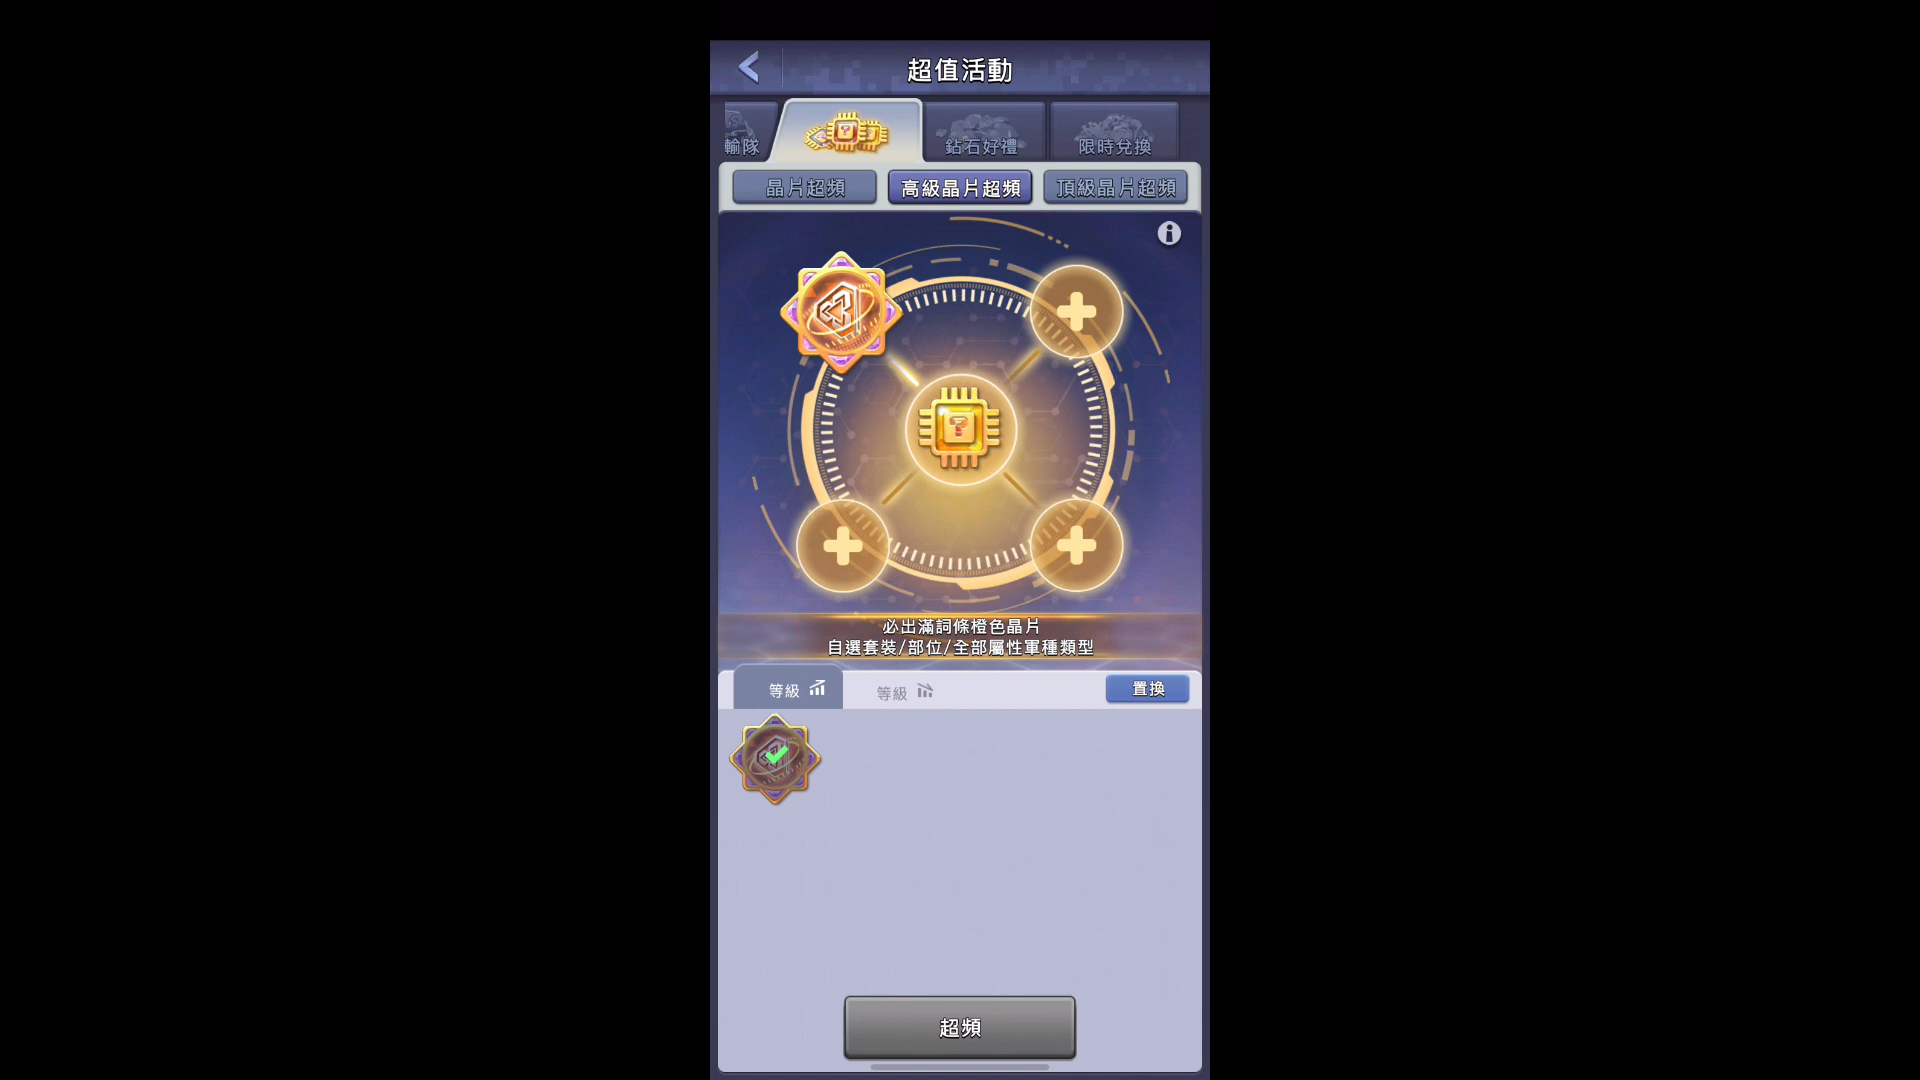 超值活動
輸隊
鑽石好禮
限時兌換
晶片超頻
高級晶片超頻
頂級晶片超頻
必出滿詞條橙色晶片
自選套裝/部位/全部屬性軍種類型
等級
等級
置換
超頻